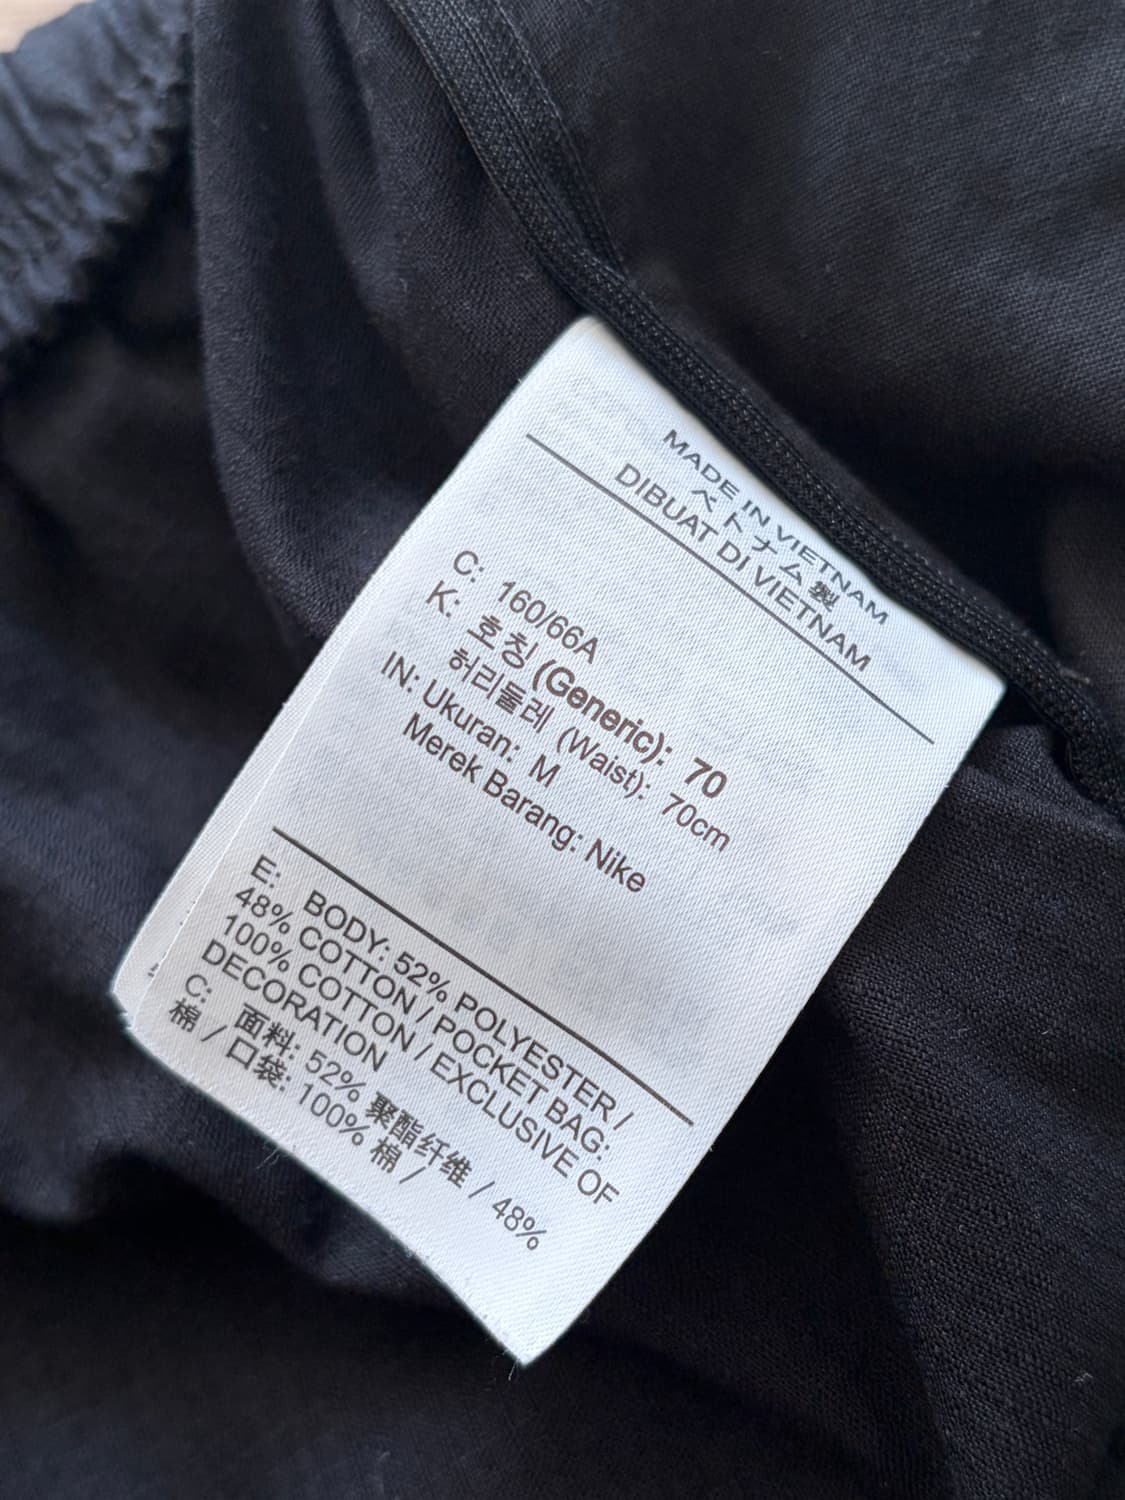 MADE IN VIETNAM
ベトナム製
DIBUAT DI VIETNAM
C: 160/66A
K: 호칭 (Generic): 70
허리둘레 (Waist): 70cm
IN: Ukuran: M
Merek Barang: Nike
E: BODY: 52% POLYESTER /
48% COTTON / POCKET BAG:
100% COTTON / EXCLUSIVE OF
DECORATION
C: 面料: 52% 聚酯纤维 / 48%
棉 / 口袋: 100% 棉 /